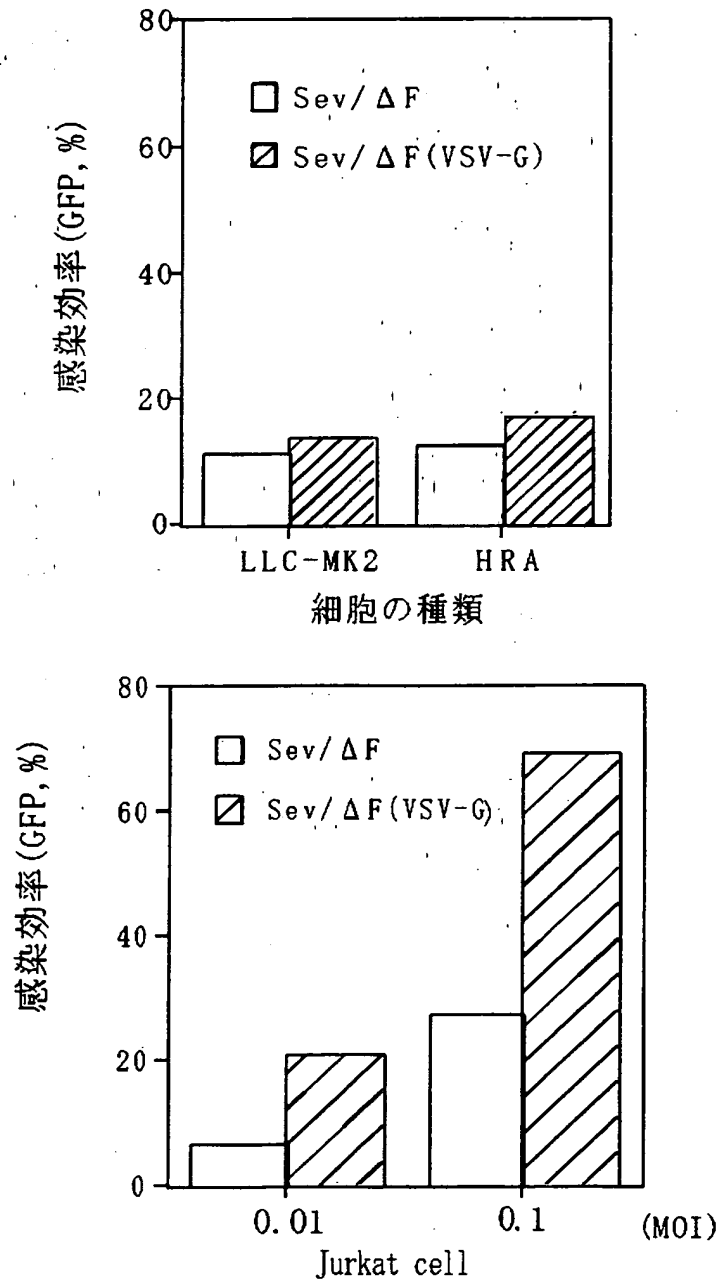 80
60
40
20
0
感染効率(GFP, %)
Sev/ΔF
Sev/ΔF(VSV-G)
LLC-MK2 HRA
細胞の種類
80
60
40
20
0
感染効率(GFP, %)
Sev/ΔF
Sev/ΔF(VSV-G)
0.01 0.1 (MOI)
Jurkat cell